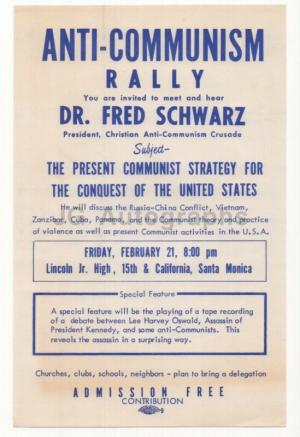 ANTI-COMMUNISM
RALLY
You are invited to meet and hear
DR. FRED SCHWARZ
President, Christian Anti-Communism Crusade
Subject-
THE PRESENT COMMUNIST STRATEGY FOR
THE CONQUEST OF THE UNITED STATES
He will discuss the Russia-China Conflict, Vietnam,
Zanzibar, Cuba, Panama, and the Communist theory and practice
of violence as well as present Communist activities in the U.S.A.
FRIDAY, FEBRUARY 21, 8:00 pm
Lincoln Jr. High, 15th & California, Santa Monica
Special Feature
A special feature will be the playing of a tape recording
of a debate between Lee Harvey Oswald, Assassin of
President Kennedy, and some anti-Communists. This
reveals the assassin in a surprising way.
Churches, clubs, schools, neighbors - plan to bring a delegation
ADMISSION FREE
CONTRIBUTION